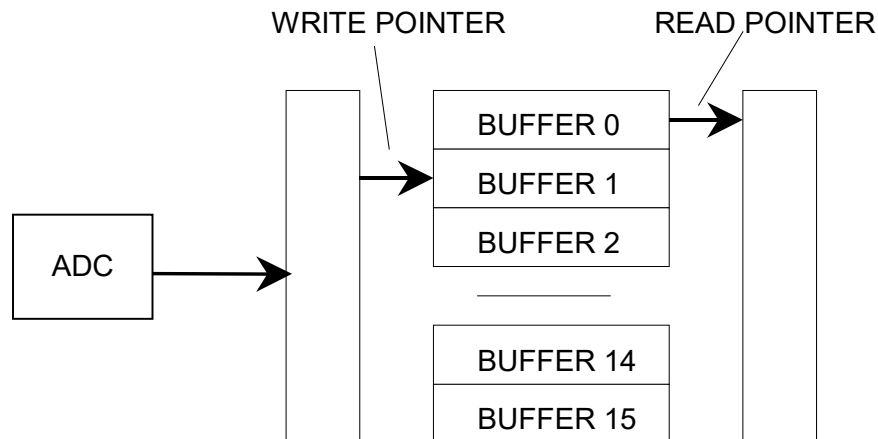 WRITE POINTER
READ POINTER
BUFFER 0
BUFFER 1
BUFFER 2
ADC
BUFFER 14
BUFFER 15